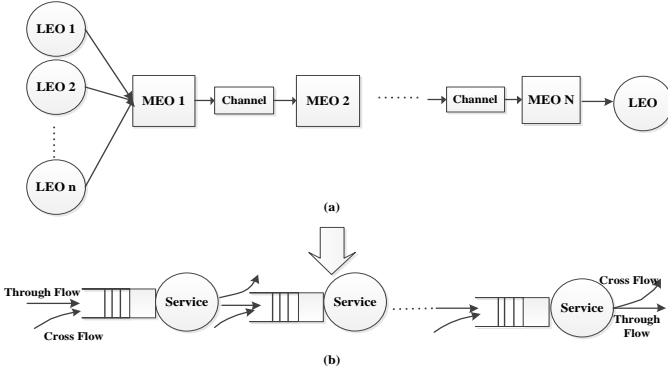 LEO 1
LEO 2
LEO n
MEO 1
Channel
MEO 2
Channel
MEO N
LEO
(a)
Through Flow
Cross Flow
Service
Service
Service
Cross Flow
Through
Flow
(b)